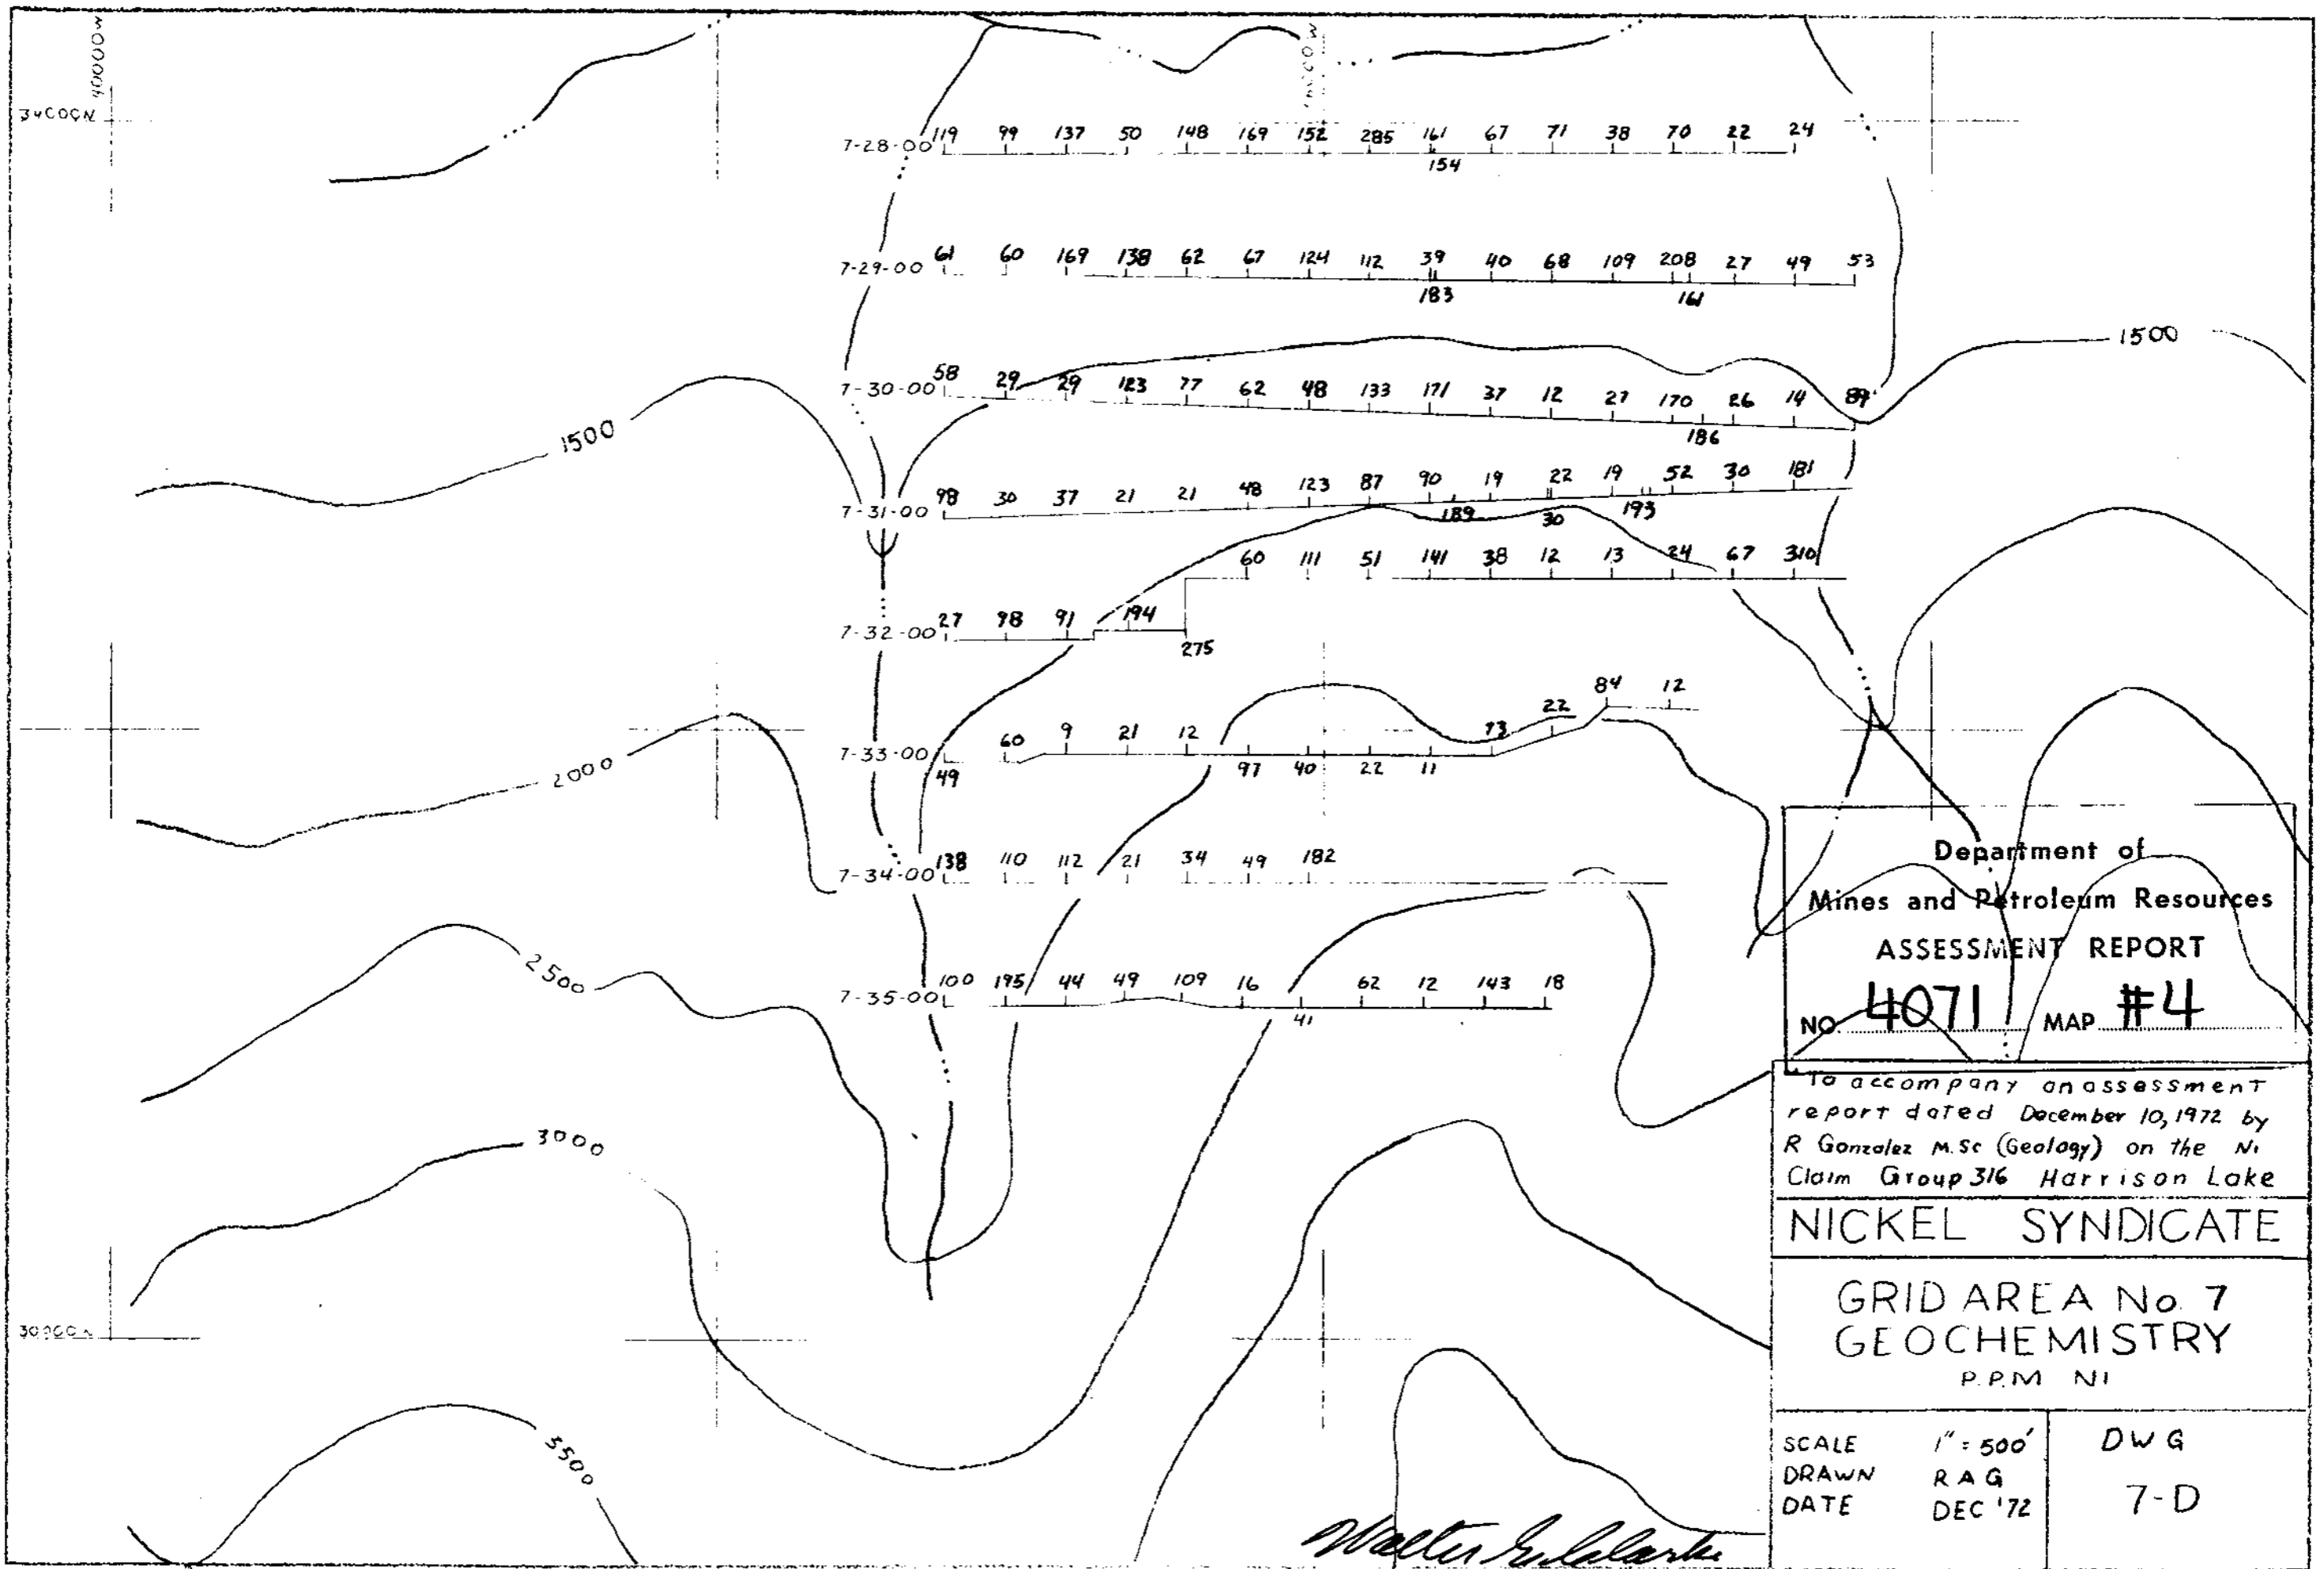 40000W
34000N
7-28-00 119 99 137 50 148 169 152 285 161 67 71 38 70 22 24
154
7-29-00 61 60 169 138 62 67 124 112 39 40 68 109 208 27 49 53
183 161
1500
7-30-00 58 29 29 123 77 62 48 133 171 37 12 27 170 26 14 89
186
1500
7-31-00 98 30 37 21 21 48 123 87 90 19 22 19 52 30 181
189 30 193
60 111 51 141 38 12 13 24 67 310
7-32-00 27 98 91 194
275
84 12
22
7-33-00 60 9 21 12 73
49 97 40 22 11
2000
7-34-00 138 110 112 21 34 49 182
2500
7-35-00 100 195 44 49 109 16 62 12 143 18
41
3000
3500
Department of
Mines and Petroleum Resources
ASSESSMENT REPORT
NO 4071 MAP #4
To accompany an assessment
report dated December 10, 1972 by
R Gonzalez M.Sc (Geology) on the Ni
Claim Group 316 Harrison Lake
NICKEL SYNDICATE
GRID AREA No. 7
GEOCHEMISTRY
P.P.M NI
SCALE 1" = 500'
DRAWN R A G
DATE DEC '72
DWG
7-D